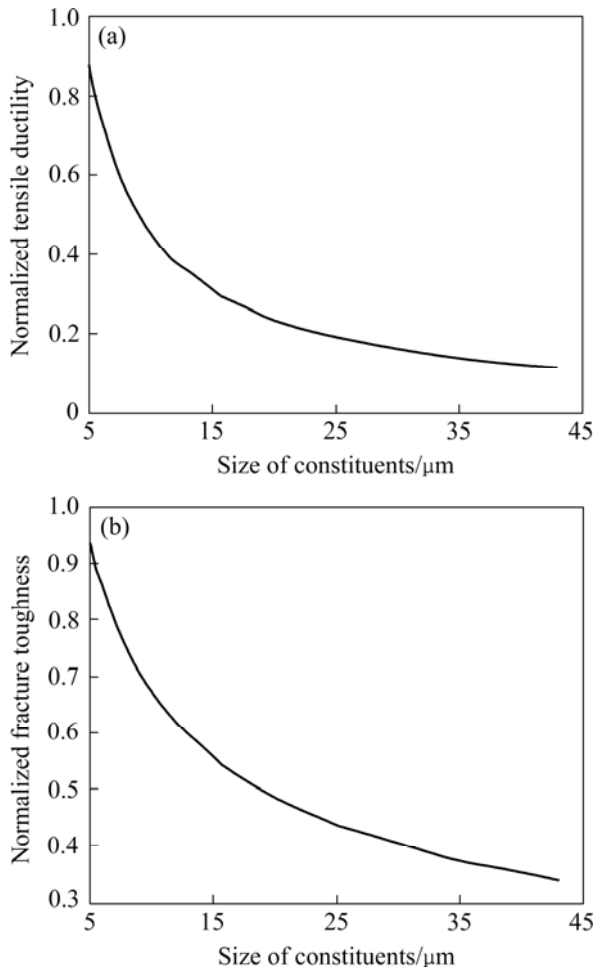 (a)
Normalized tensile ductility
1.0
0.8
0.6
0.4
0.2
0
5 15 25 35 45
Size of constituents/μm
(b)
Normalized fracture toughness
1.0
0.9
0.8
0.7
0.6
0.5
0.4
0.3
5 15 25 35 45
Size of constituents/μm